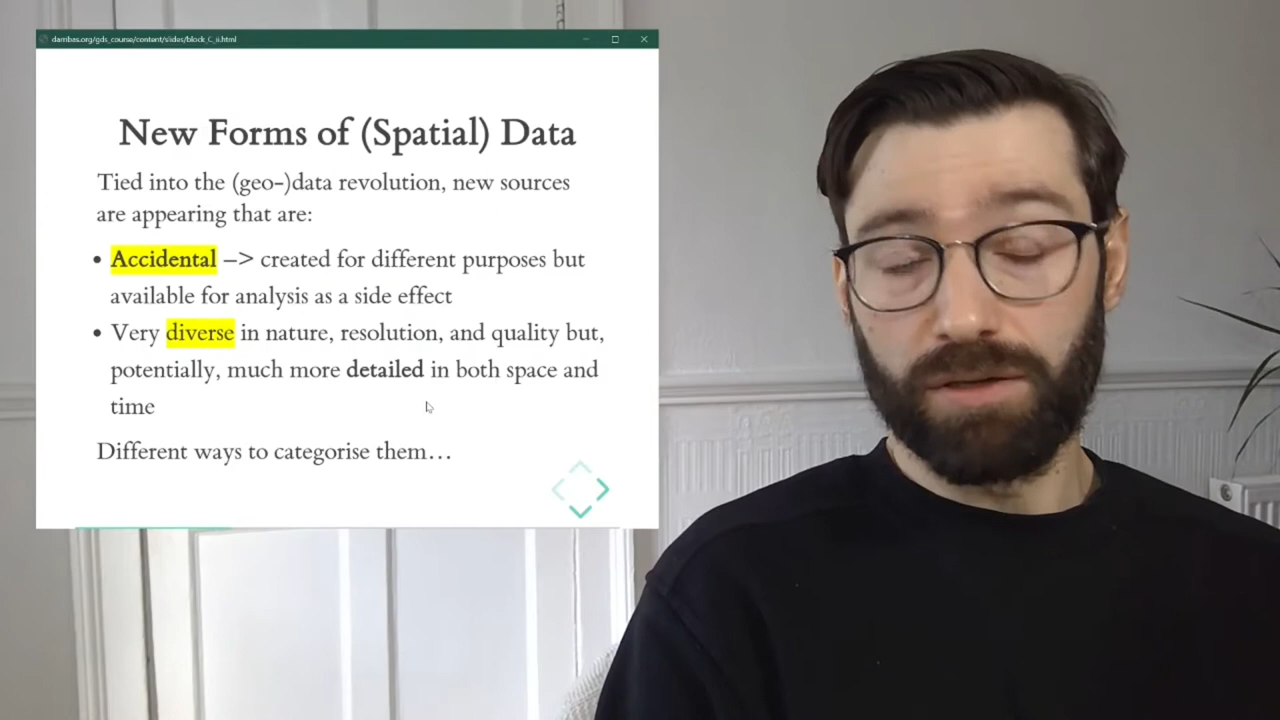 darribas.org/gds_course/content/slides/block_C_ii.html
New Forms of (Spatial) Data
Tied into the (geo-)data revolution, new sources
are appearing that are:
• Accidental –> created for different purposes but
available for analysis as a side effect
• Very diverse in nature, resolution, and quality but,
potentially, much more detailed in both space and
time
Different ways to categorise them…